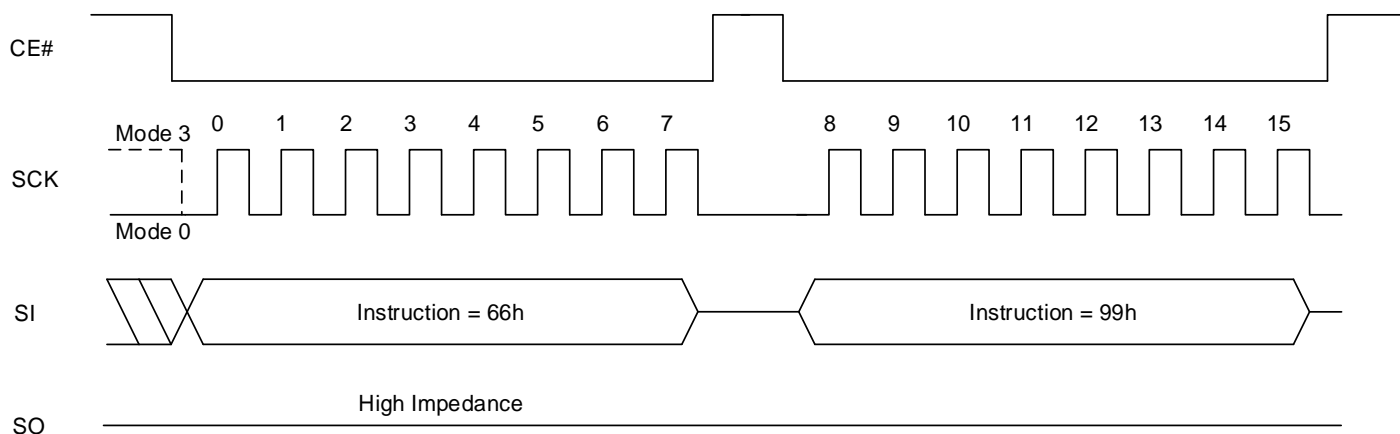 CE#
Mode 3 0 1 2 3 4 5 6 7 8 9 10 11 12 13 14 15
SCK
Mode 0
SI Instruction = 66h Instruction = 99h
High Impedance
SO